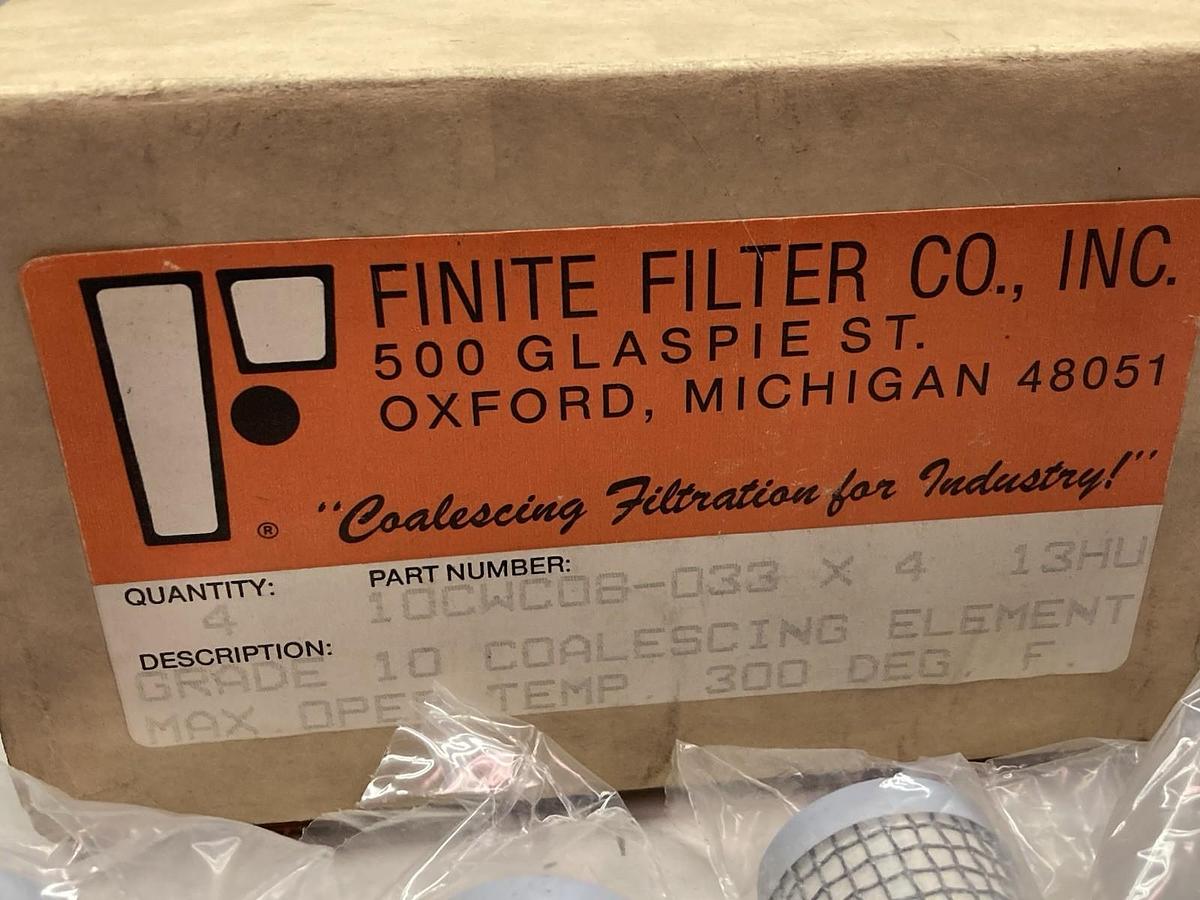 FINITE FILTER CO., INC.
500 GLASPIE ST.
OXFORD, MICHIGAN 48051
"Coalescing Filtration for Industry!"
®
QUANTITY: PART NUMBER:
4 10CWC08-033 X 4 13HU
DESCRIPTION:
GRADE 10 COALESCING ELEMENT
MAX. TEMP. 300 DEG. F.